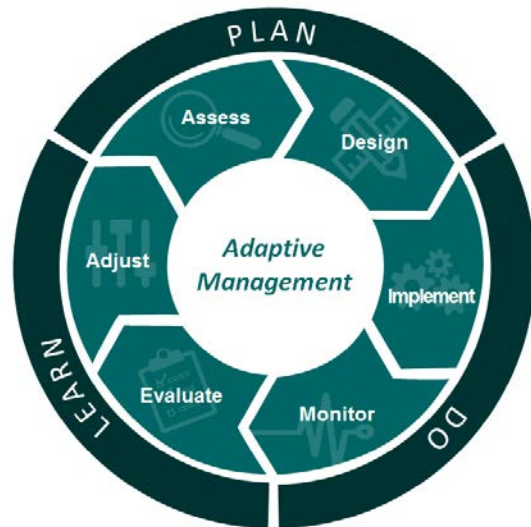 PLAN
Assess
Design
Adjust
Adaptive
Management
Implement
Evaluate
Monitor
LEARN
DO